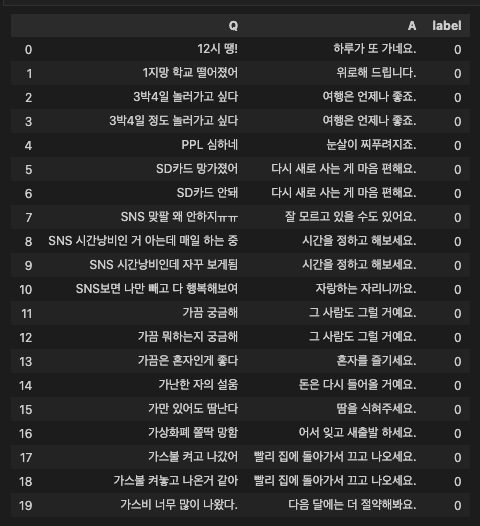 Q A label
0 12시 땡! 하루가 또 가네요. 0
1 1지망 학교 떨어졌어 위로해 드립니다. 0
2 3박4일 놀러가고 싶다 여행은 언제나 좋죠. 0
3 3박4일 정도 놀러가고 싶다 여행은 언제나 좋죠. 0
4 PPL 심하네 눈살이 찌푸려지죠. 0
5 SD카드 망가졌어 다시 새로 사는 게 마음 편해요. 0
6 SD카드 안돼 다시 새로 사는 게 마음 편해요. 0
7 SNS 맞팔 왜 안하지ㅠㅠ 잘 모르고 있을 수도 있어요. 0
8 SNS 시간낭비인 거 아는데 매일 하는 중 시간을 정하고 해보세요. 0
9 SNS 시간낭비인데 자꾸 보게됨 시간을 정하고 해보세요. 0
10 SNS보면 나만 빼고 다 행복해보여 자랑하는 자리니까요. 0
11 가끔 궁금해 그 사람도 그럴 거예요. 0
12 가끔 뭐하는지 궁금해 그 사람도 그럴 거예요. 0
13 가끔은 혼자인게 좋다 혼자를 즐기세요. 0
14 가난한 자의 설움 돈은 다시 들어올 거예요. 0
15 가만 있어도 땀난다 땀을 식혀주세요. 0
16 가상화폐 쫄딱 망함 어서 잊고 새출발 하세요. 0
17 가스불 켜고 나갔어 빨리 집에 돌아가서 끄고 나오세요. 0
18 가스불 켜놓고 나온거 같아 빨리 집에 돌아가서 끄고 나오세요. 0
19 가스비 너무 많이 나왔다. 다음 달에는 더 절약해봐요. 0